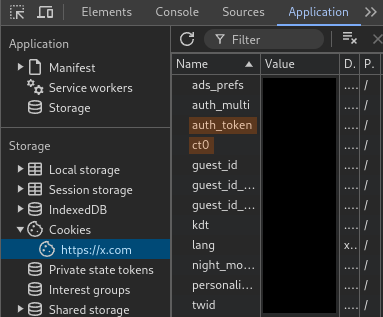 Elements Console Sources Application
Application
Manifest
Service workers
Storage
Storage
Local storage
Session storage
IndexedDB
Cookies
https://x.com
Private state tokens
Interest groups
Shared storage
Filter
Name Value D. P.
ads_prefs .... /
auth_multi .... /
auth_token .... /
ct0 .... /
guest_id .... /
guest_id_... .... /
guest_id_... .... /
kdt .... /
lang x... /
night_mo... .... /
personali... .... /
twid .... /